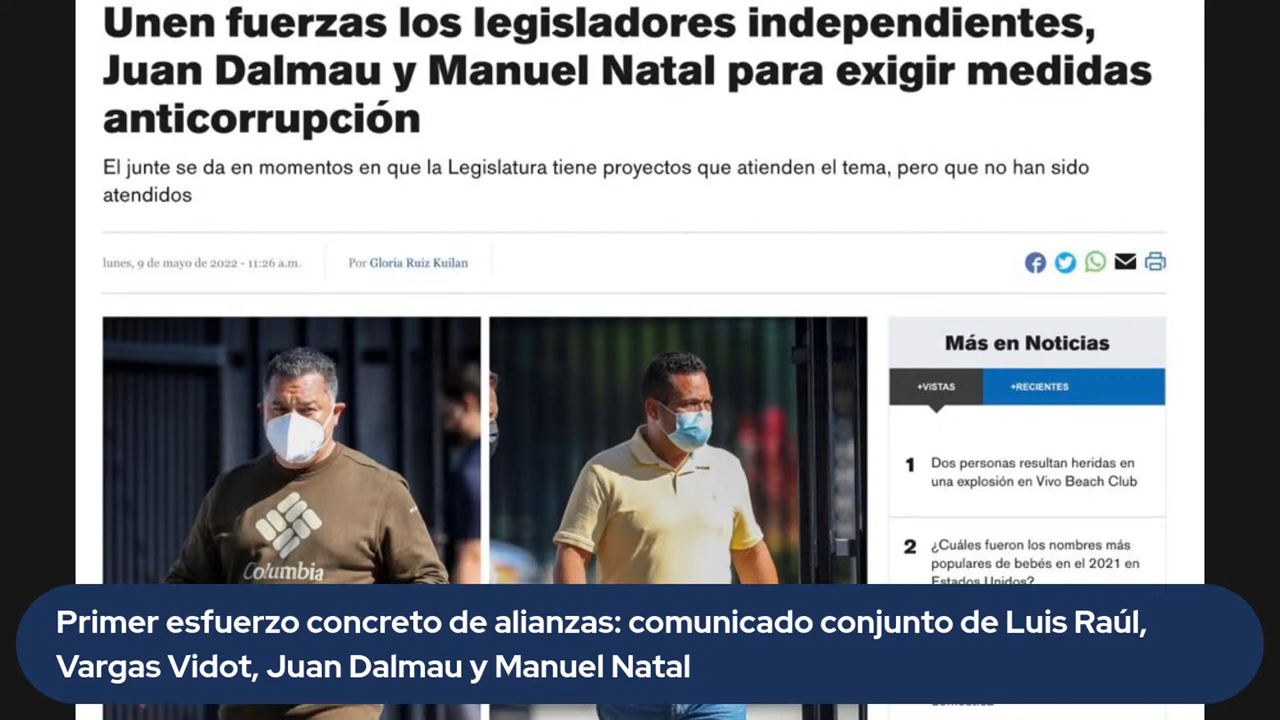 Unen fuerzas los legisladores independientes,
Juan Dalmau y Manuel Natal para exigir medidas
anticorrupción
El junte se da en momentos en que la Legislatura tiene proyectos que atienden el tema, pero que no han sido
atendidos
lunes, 9 de mayo de 2022 - 11:26 a.m.
Por Gloria Ruiz Kuilan
Más en Noticias
+VISTAS
+RECIENTES
1 Dos personas resultan heridas en
una explosión en Vivo Beach Club
2 ¿Cuáles fueron los nombres más
populares de bebés en el 2021 en
Estados Unidos?
Columbia
Primer esfuerzo concreto de alianzas: comunicado conjunto de Luis Raúl,
Vargas Vidot, Juan Dalmau y Manuel Natal